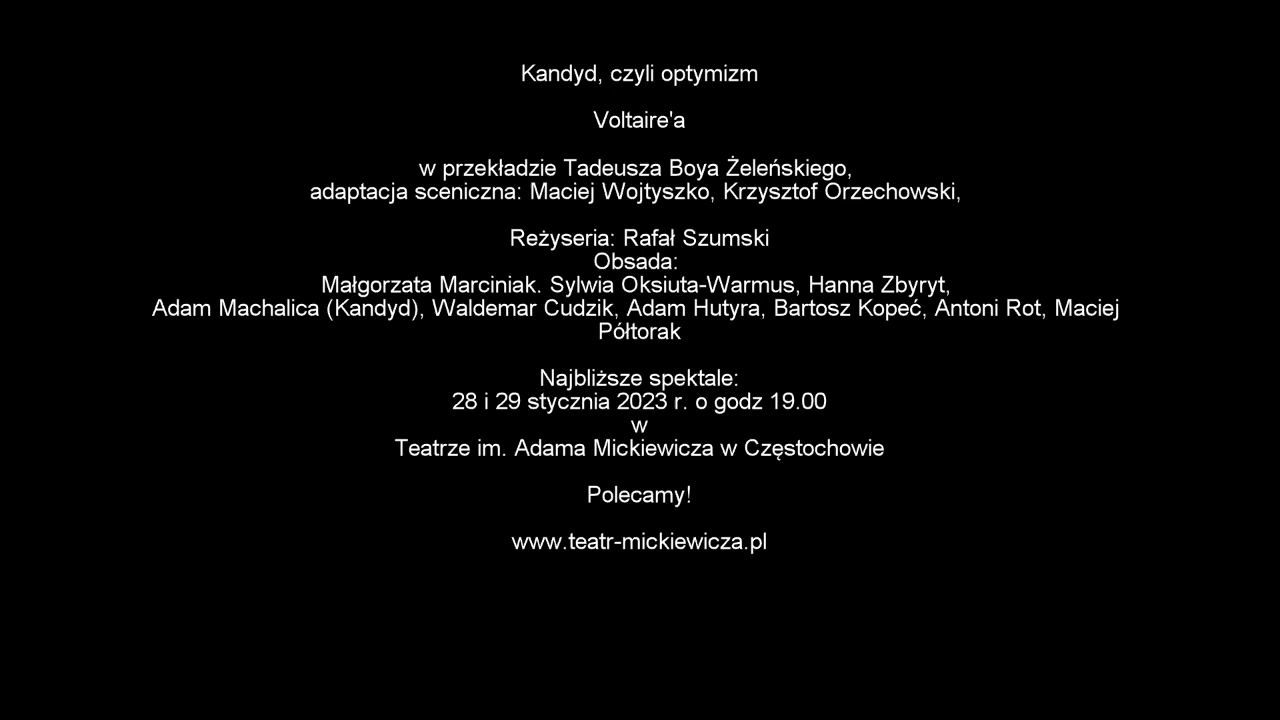 Kandyd, czyli optymizm
Voltaire'a
w przekładzie Tadeusza Boya Żeleńskiego,
adaptacja sceniczna: Maciej Wojtyszko, Krzysztof Orzechowski,
Reżyseria: Rafał Szumski
Obsada:
Małgorzata Marciniak. Sylwia Oksiuta-Warmus, Hanna Zbyryt,
Adam Machalica (Kandyd), Waldemar Cudzik, Adam Hutyra, Bartosz Kopeć, Antoni Rot, Maciej
Półtorak
Najbliższe spektale:
28 i 29 stycznia 2023 r. o godz 19.00
w
Teatrze im. Adama Mickiewicza w Częstochowie
Polecamy!
www.teatr-mickiewicza.pl